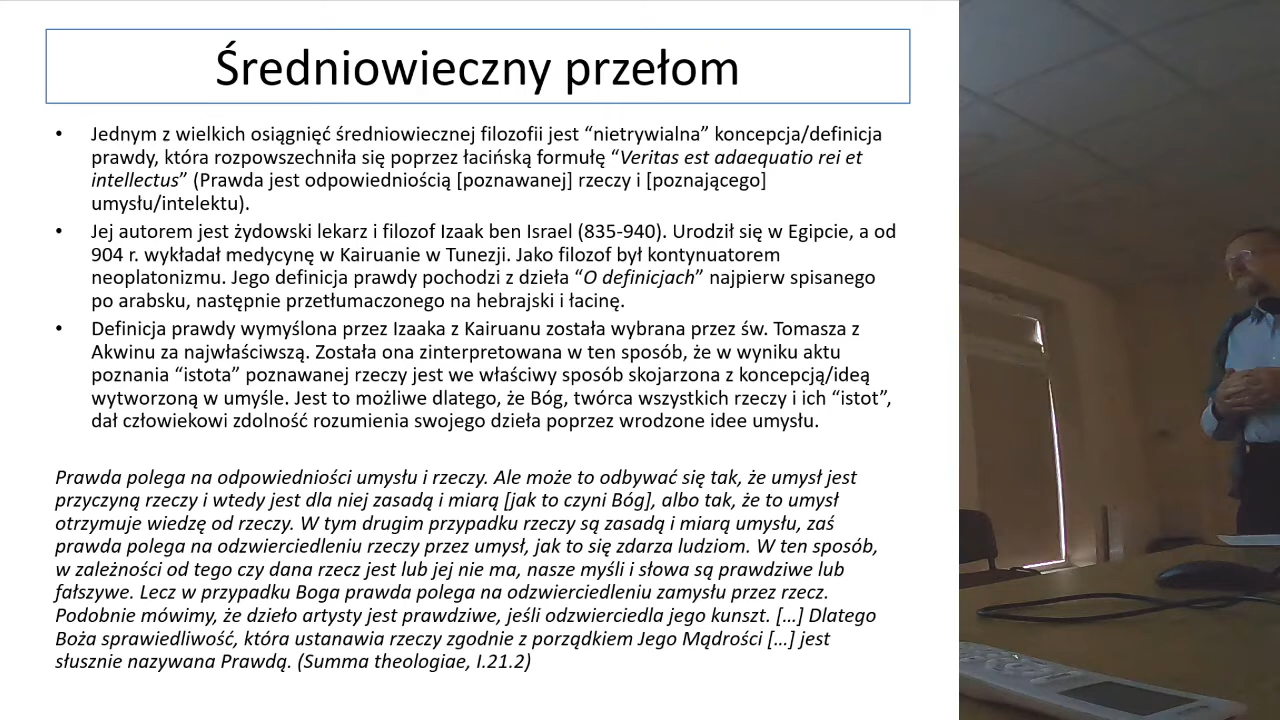 Średniowieczny przełom
• Jednym z wielkich osiągnięć średniowiecznej filozofii jest “nietrywialna” koncepcja/definicja
prawdy, która rozpowszechniła się poprzez łacińską formułę “Veritas est adaequatio rei et
intellectus” (Prawda jest odpowiedniością [poznawanej] rzeczy i [poznającego]
umysłu/intelektu).
• Jej autorem jest żydowski lekarz i filozof Izaak ben Israel (835-940). Urodził się w Egipcie, a od
904 r. wykładał medycynę w Kairuanie w Tunezji. Jako filozof był kontynuatorem
neoplatonizmu. Jego definicja prawdy pochodzi z dzieła “O definicjach” najpierw spisanego
po arabsku, następnie przetłumaczonego na hebrajski i łacinę.
• Definicja prawdy wymyślona przez Izaaka z Kairuanu została wybrana przez św. Tomasza z
Akwinu za najwłaściwszą. Została ona zinterpretowana w ten sposób, że w wyniku aktu
poznania “istota” poznawanej rzeczy jest we właściwy sposób skojarzona z koncepcją/ideą
wytworzoną w umyśle. Jest to możliwe dlatego, że Bóg, twórca wszystkich rzeczy i ich “istot”,
dał człowiekowi zdolność rozumienia swojego dzieła poprzez wrodzone idee umysłu.
Prawda polega na odpowiedniości umysłu i rzeczy. Ale może to odbywać się tak, że umysł jest
przyczyną rzeczy i wtedy jest dla niej zasadą i miarą [jak to czyni Bóg], albo tak, że to umysł
otrzymuje wiedzę od rzeczy. W tym drugim przypadku rzeczy są zasadą i miarą umysłu, zaś
prawda polega na odzwierciedleniu rzeczy przez umysł, jak to się zdarza ludziom. W ten sposób,
w zależności od tego czy dana rzecz jest lub jej nie ma, nasze myśli i słowa są prawdziwe lub
fałszywe. Lecz w przypadku Boga prawda polega na odzwierciedleniu zamysłu przez rzecz.
Podobnie mówimy, że dzieło artysty jest prawdziwe, jeśli odzwierciedla jego kunszt. […] Dlatego
Boża sprawiedliwość, która ustanawia rzeczy zgodnie z porządkiem Jego Mądrości […] jest
słusznie nazywana Prawdą. (Summa theologiae, I.21.2)